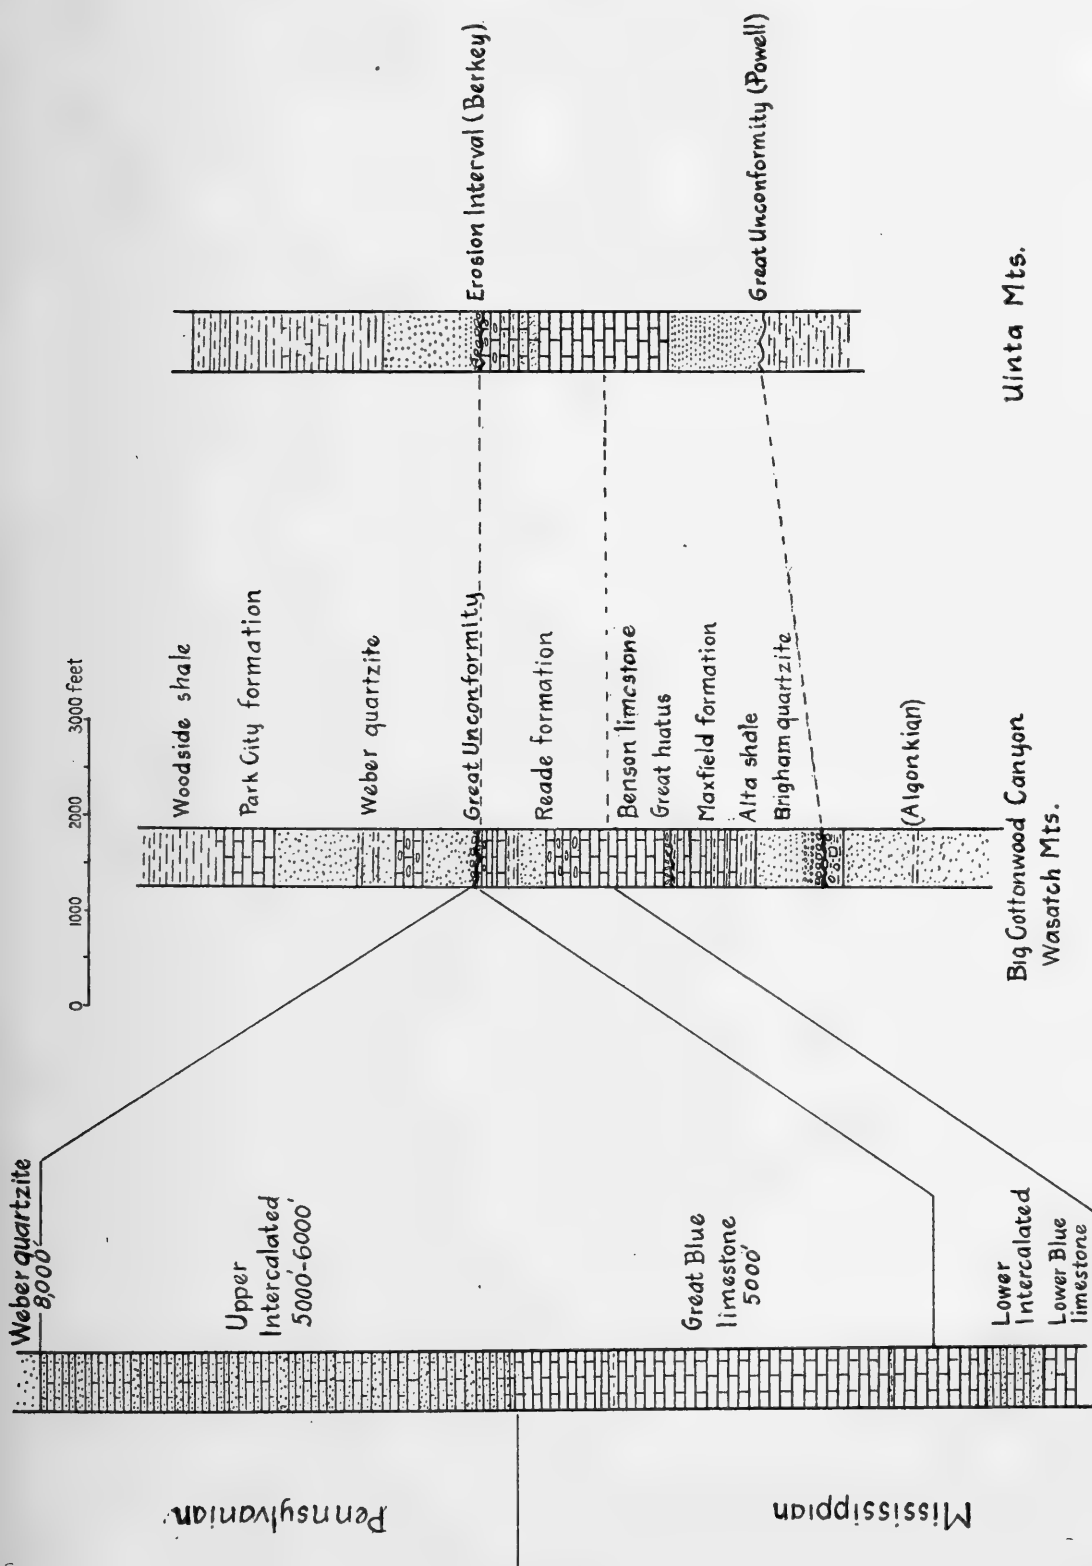 Pennsylvanian
Mississippian
Weber quartzite
8,000'
Upper
Intercalated
5000'-6000'
Great Blue
limestone
5000'
Lower
Intercalated
Lower Blue
limestone
0
1000
2000
3000 feet
Woodside shale
Park City formation
Weber quartzite
Great Unconformity
Reade formation
Benson limestone
Great hiatus
Maxfield formation
Alta shale
Brigham quartzite
(Algonkian)
Big Cottonwood Canyon
Wasatch Mts.
Erosion Interval (Berkey)
Great Unconformity (Powell)
Uinta Mts.